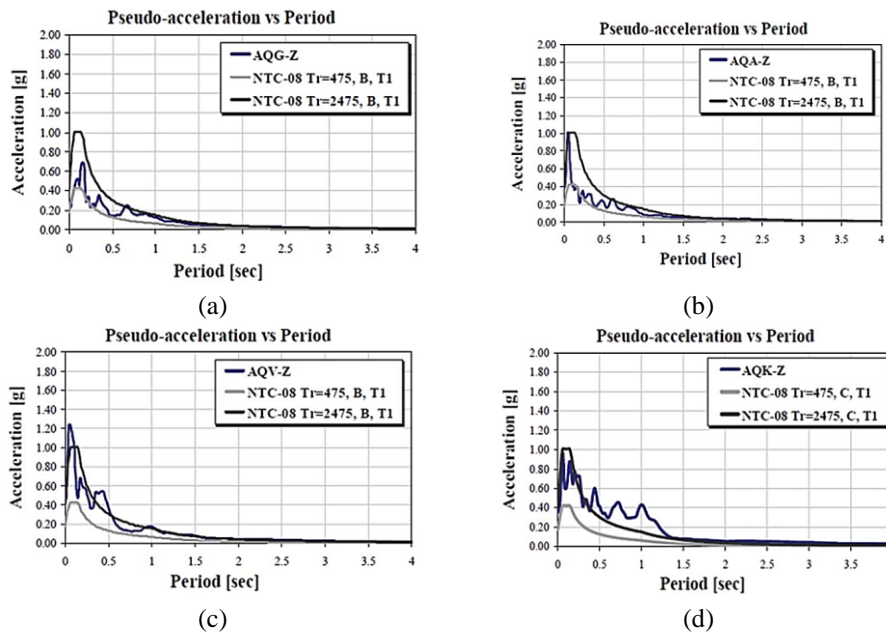 Pseudo-acceleration vs Period
2.00
1.80
1.60
1.40
1.20
1.00
0.80
0.60
0.40
0.20
0.00
Acceleration [g]
AQG-Z
NTC-08 Tr=475, B, T1
NTC-08 Tr=2475, B, T1
0 0.5 1 1.5 2 2.5 3 3.5 4
Period [sec]
(a)
Pseudo-acceleration vs Period
2.00
1.80
1.60
1.40
1.20
1.00
0.80
0.60
0.40
0.20
0.00
Acceleration [g]
AQA-Z
NTC-08 Tr=475, B, T1
NTC-08 Tr=2475, B, T1
0 0.5 1 1.5 2 2.5 3 3.5 4
Period [sec]
(b)
Pseudo-acceleration vs Period
2.00
1.80
1.60
1.40
1.20
1.00
0.80
0.60
0.40
0.20
0.00
Acceleration [g]
AQV-Z
NTC-08 Tr=475, B, T1
NTC-08 Tr=2475, B, T1
0 0.5 1 1.5 2 2.5 3 3.5 4
Period [sec]
(c)
Pseudo-acceleration vs Period
2.00
1.80
1.60
1.40
1.20
1.00
0.80
0.60
0.40
0.20
0.00
Acceleration [g]
AQK-Z
NTC-08 Tr=475, C, T1
NTC-08 Tr=2475, C, T1
0 0.5 1 1.5 2 2.5 3 3.5
Period [sec]
(d)